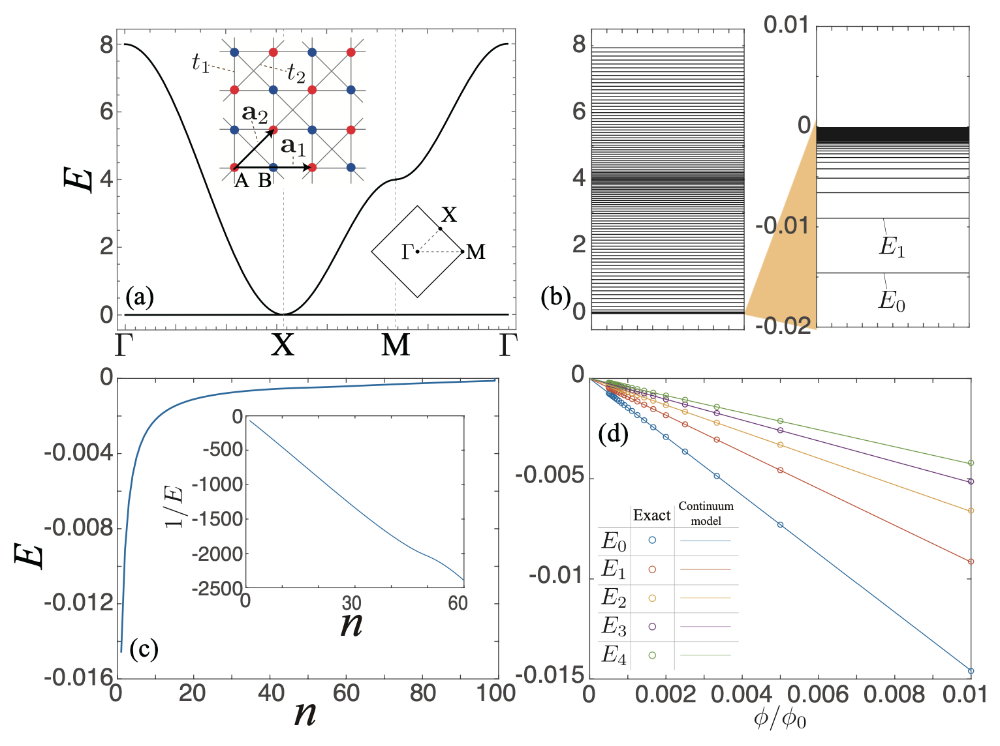 8
6
4
2
0
E
t₁
t₂
a₂
a₁
A B
X
Γ
M
(a)
Γ X M Γ
8
6
4
2
0
(b)
0.01
0
-0.01
-0.02
E₁
E₀
0
-0.004
-0.008
-0.012
-0.016
E
0
-500
-1000
-1500
-2000
-2500
1/E
0 30 60
n
(c)
0 20 40 60 80 100
n
0
-0.005
-0.01
-0.015
(d)
Exact Continuum
model
E₀
E₁
E₂
E₃
E₄
0 0.002 0.004 0.006 0.008 0.01
ϕ/ϕ₀